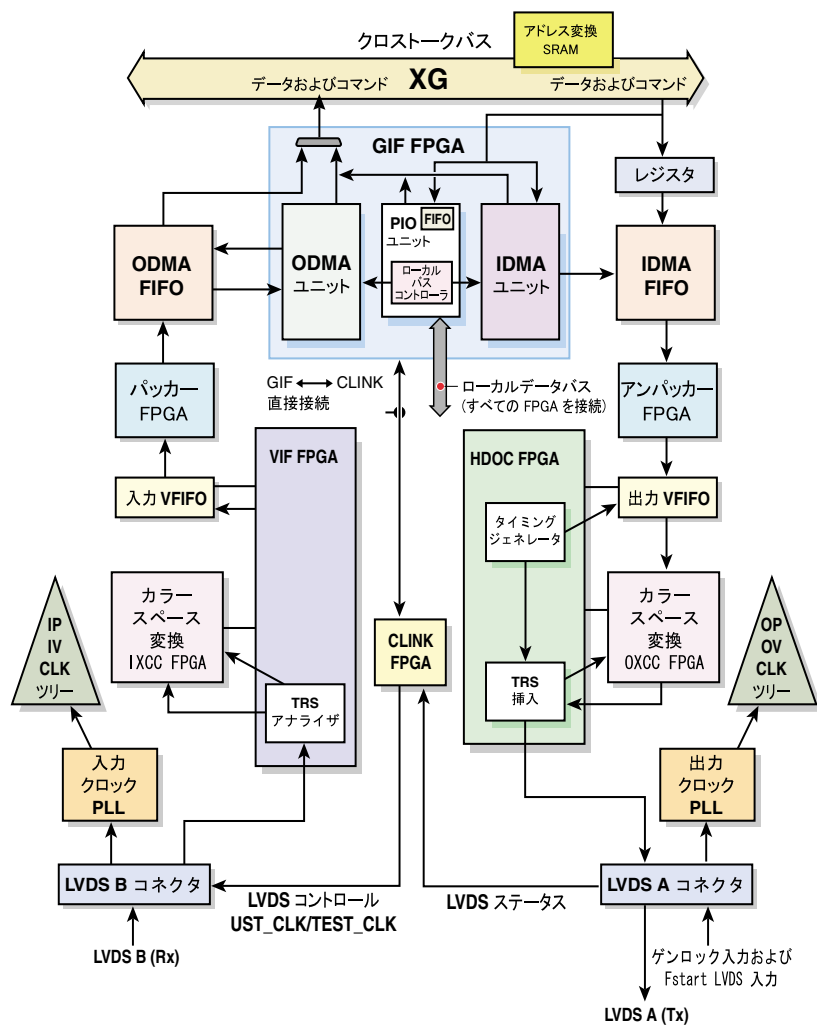 クロストークバス
アドレス変換
SRAM
データおよびコマンド
XG
データおよびコマンド
GIF FPGA
レジスタ
PIO
FIFO
ユニット
ODMA
FIFO
ODMA
ユニット
ローカル
バス
コントローラ
IDMA
ユニット
IDMA
FIFO
パッカー
FPGA
GIF
CLINK
直接接続
ローカルデータバス
(すべての FPGA を接続)
アンパッカー
FPGA
VIF FPGA
HDOC FPGA
入力 VFIFO
タイミング
ジェネレータ
出力 VFIFO
IP
IV
CLK
ツリー
カラー
スペース
変換
IXCC FPGA
CLINK
FPGA
カラー
スペース
変換
OXCC FPGA
OP
OV
CLK
ツリー
TRS
アナライザ
TRS
挿入
入力
クロック
PLL
出力
クロック
PLL
LVDS B コネクタ
LVDS コントロール
UST_CLK/TEST_CLK
LVDS ステータス
LVDS A コネクタ
LVDS B (Rx)
ゲンロック入力および
Fstart LVDS 入力
LVDS A (Tx)